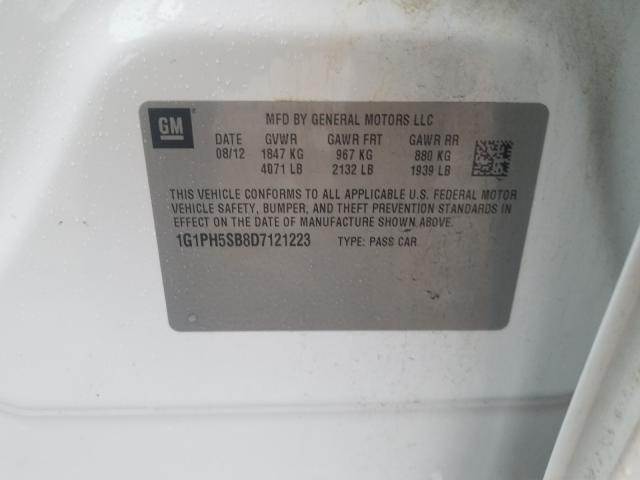 GM
MFD BY GENERAL MOTORS LLC
DATE GVWR GAWR FRT GAWR RR
08/12 1847 KG 967 KG 880 KG
4071 LB 2132 LB 1939 LB
THIS VEHICLE CONFORMS TO ALL APPLICABLE U.S. FEDERAL MOTOR
VEHICLE SAFETY, BUMPER, AND THEFT PREVENTION STANDARDS IN
EFFECT ON THE DATE OF MANUFACTURE SHOWN ABOVE.
1G1PH5SB8D7121223 TYPE: PASS CAR